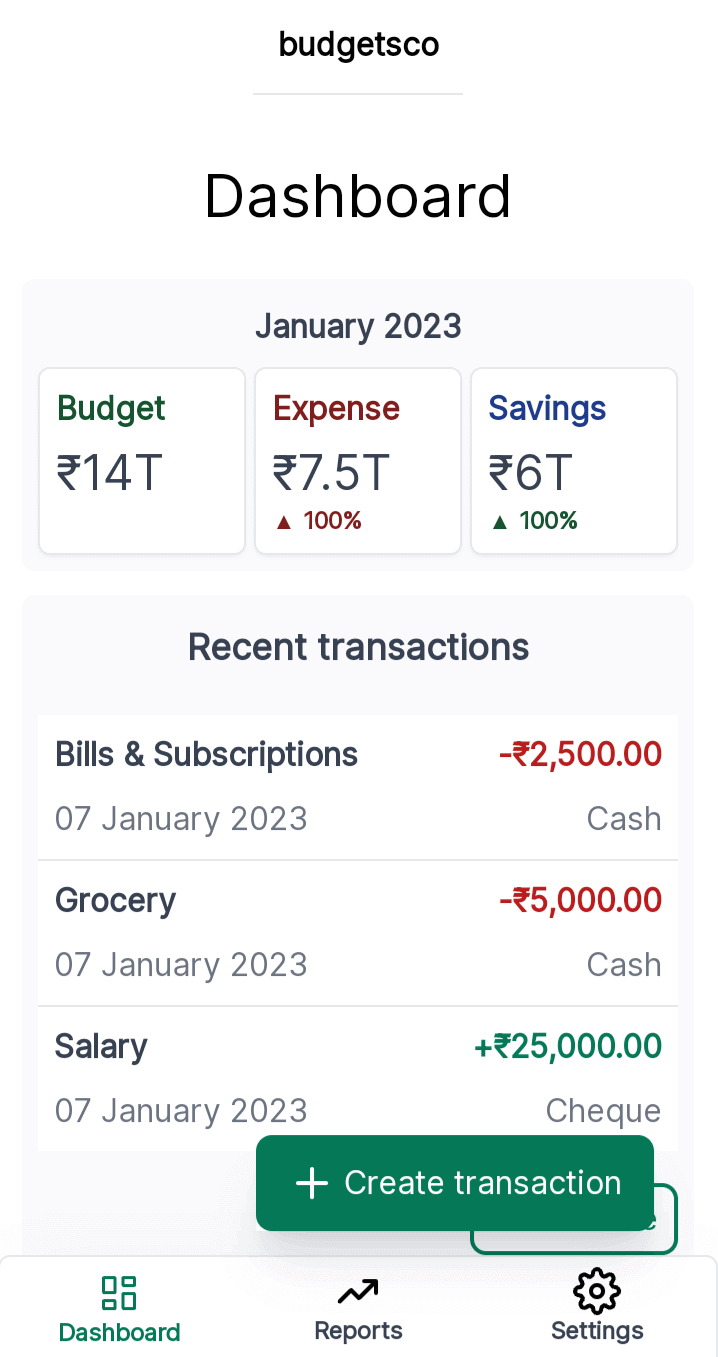 budgetsco
Dashboard
January 2023
Budget
₹14T
Expense
₹7.5T
▲ 100%
Savings
₹6T
▲ 100%
Recent transactions
Bills & Subscriptions
-₹2,500.00
07 January 2023
Cash
Grocery
-₹5,000.00
07 January 2023
Cash
Salary
+₹25,000.00
07 January 2023
Cheque
+ Create transaction
Dashboard
Reports
Settings